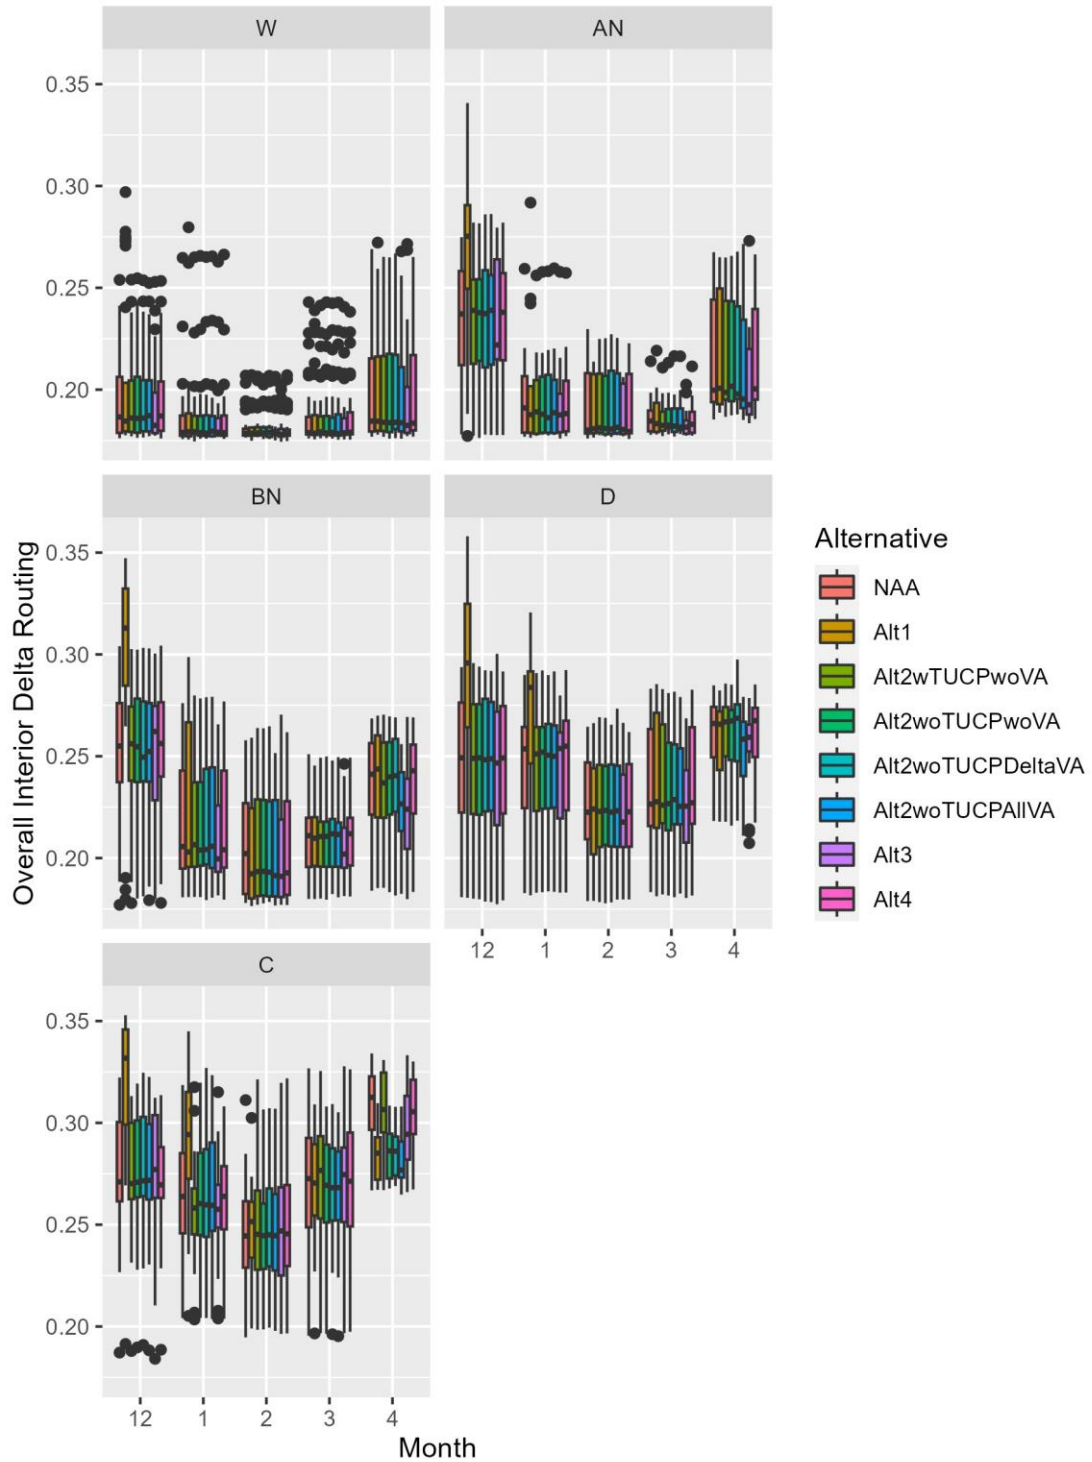 W
AN
0.35
0.30
0.25
0.20
BN
D
0.35
0.30
0.25
0.20
12 1 2 3 4
C
0.35
0.30
0.25
0.20
12 1 2 3 4
Month
Overall Interior Delta Routing
Alternative
NAA
Alt1
Alt2wTUCPwoVA
Alt2woTUCPwoVA
Alt2woTUCPDeltaVA
Alt2woTUCPAllVA
Alt3
Alt4